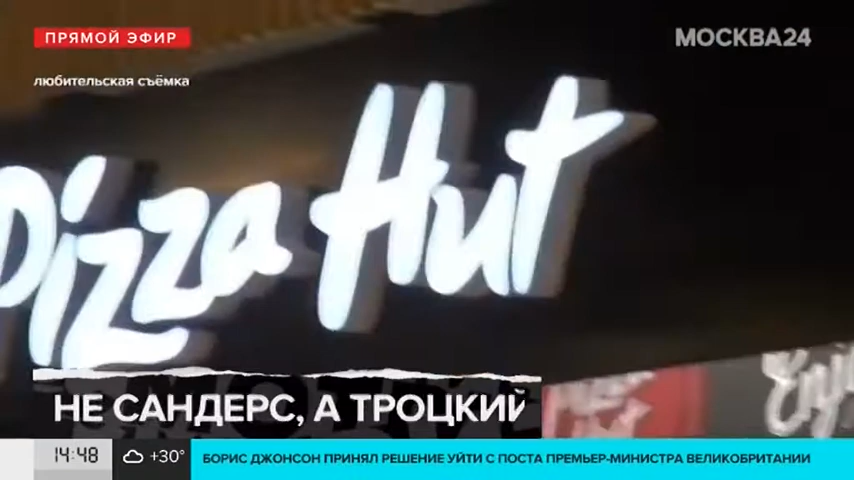 ПРЯМОЙ ЭФИР
МОСКВА24
любительская съёмка
Pizza Hut
НЕ САНДЕРС, А ТРОЦКИЙ
Enj
14:48
+30°
БОРИС ДЖОНСОН ПРИНЯЛ РЕШЕНИЕ УЙТИ С ПОСТА ПРЕМЬЕР-МИНИСТРА ВЕЛИКОБРИТАНИИ